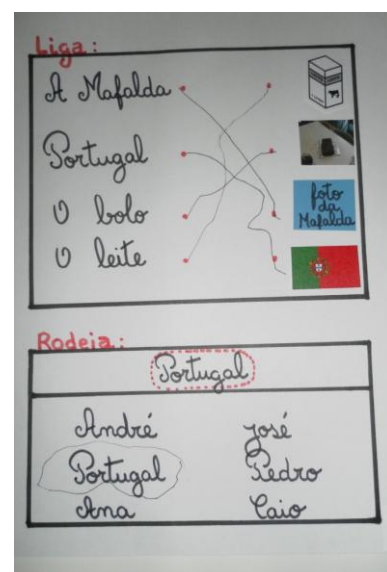 Liga:
A Mafalda
Portugal
O bolo
O leite
foto
da
Mafalda
Rodeia:
Portugal
André José
Portugal Pedro
Ana Caio